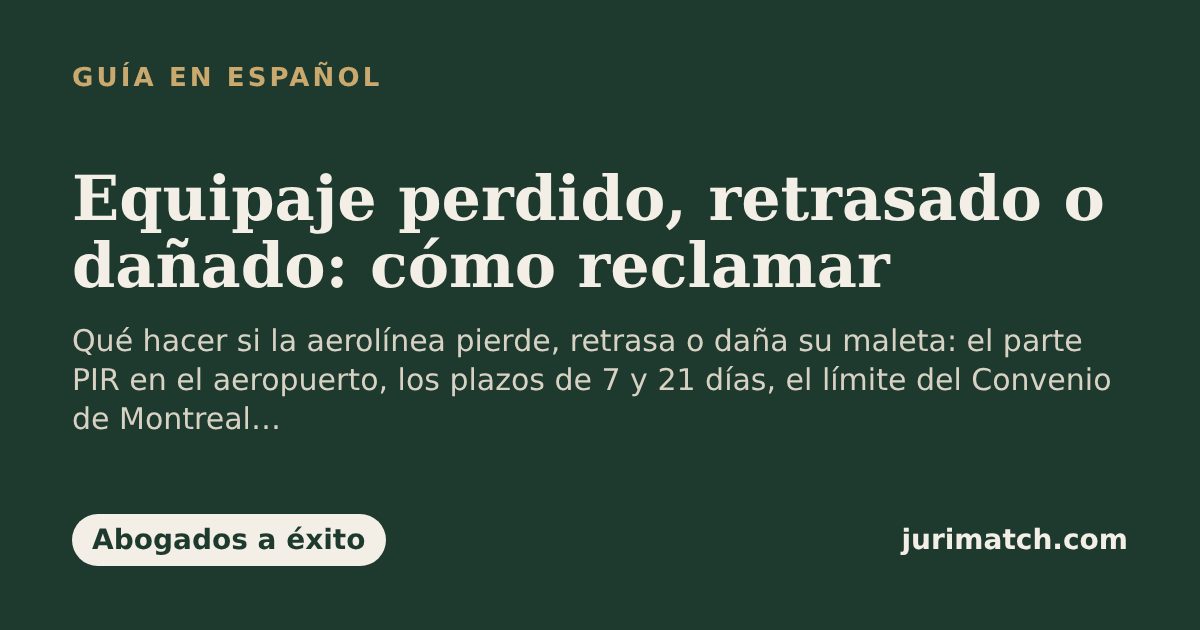 GUÍA EN ESPAÑOL
Equipaje perdido, retrasado o
dañado: cómo reclamar
Qué hacer si la aerolínea pierde, retrasa o daña su maleta: el parte
PIR en el aeropuerto, los plazos de 7 y 21 días, el límite del Convenio
de Montreal…
Abogados a éxito
jurimatch.com